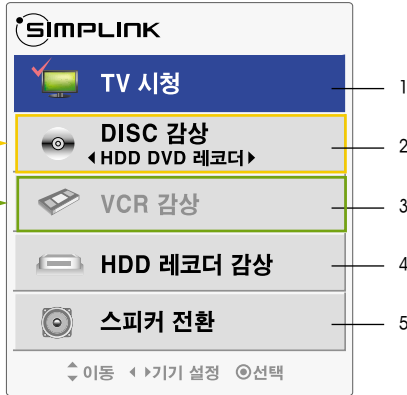 SIMPLINK
TV 시청 1
DISC 감상 2
◀HDD DVD 레코더▶
VCR 감상 3
HDD 레코더 감상 4
스피커 전환 5
이동 기기 설정 ◉선택